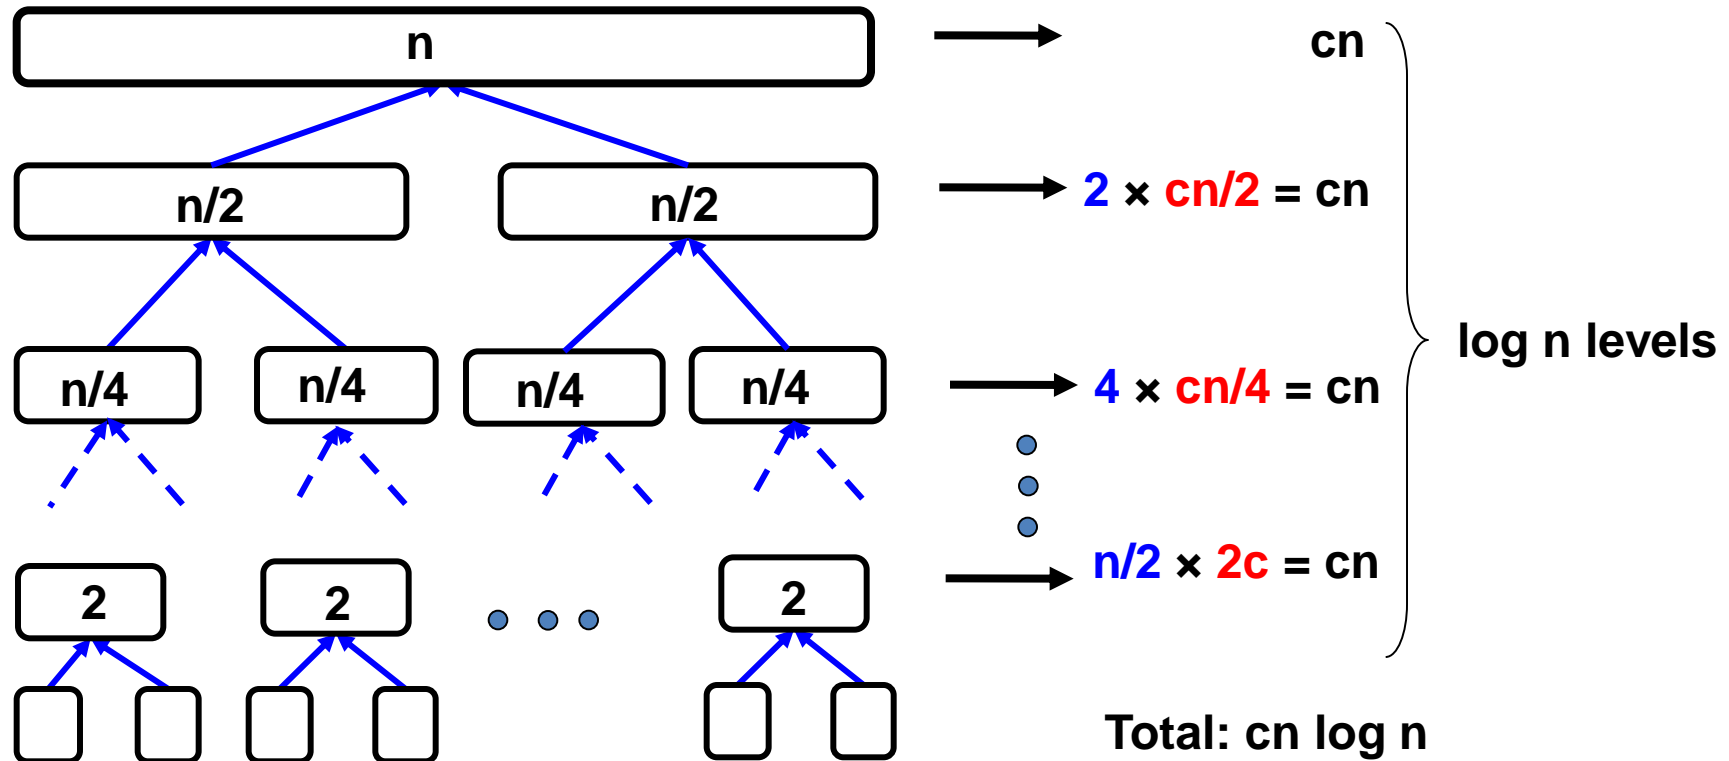 n cn
n/2 n/2 2 × cn/2 = cn
log n levels
n/4 n/4 n/4 n/4 4 × cn/4 = cn
n/2 × 2c = cn
2 2 2
Total: cn log n